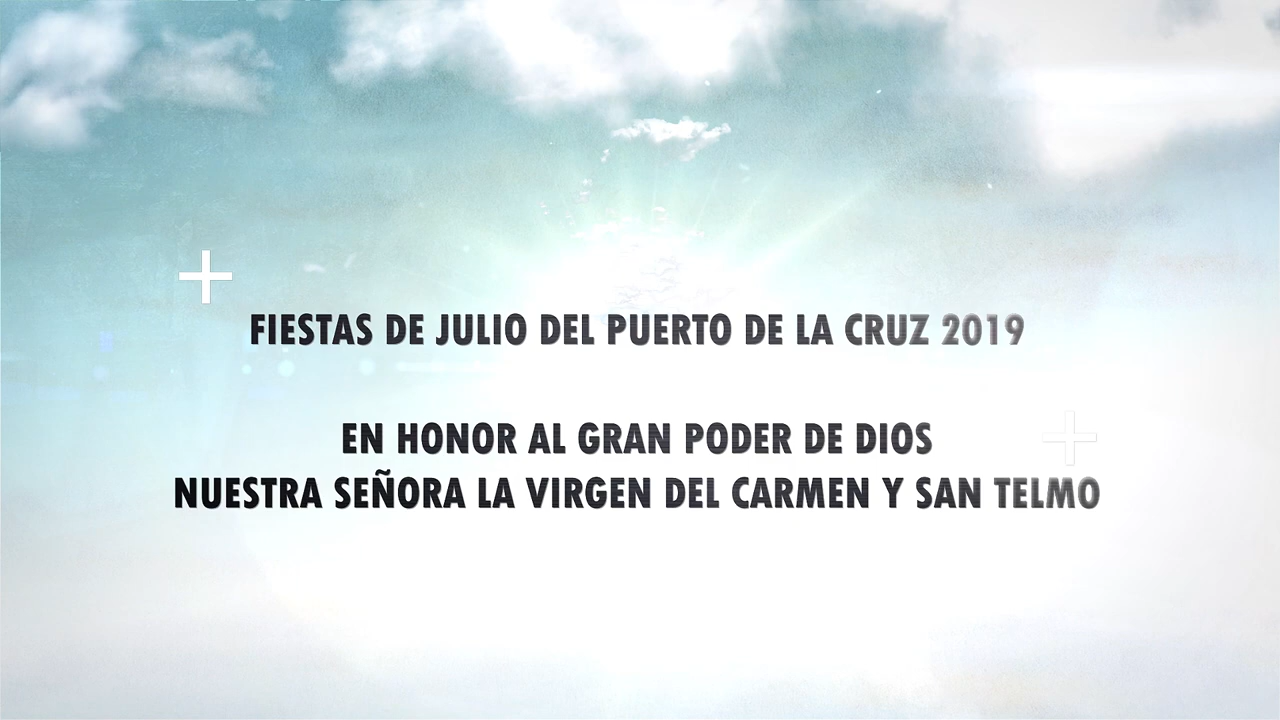 FIESTAS DE JULIO DEL PUERTO DE LA CRUZ 2019
EN HONOR AL GRAN PODER DE DIOS
NUESTRA SEÑORA LA VIRGEN DEL CARMEN Y SAN TELMO